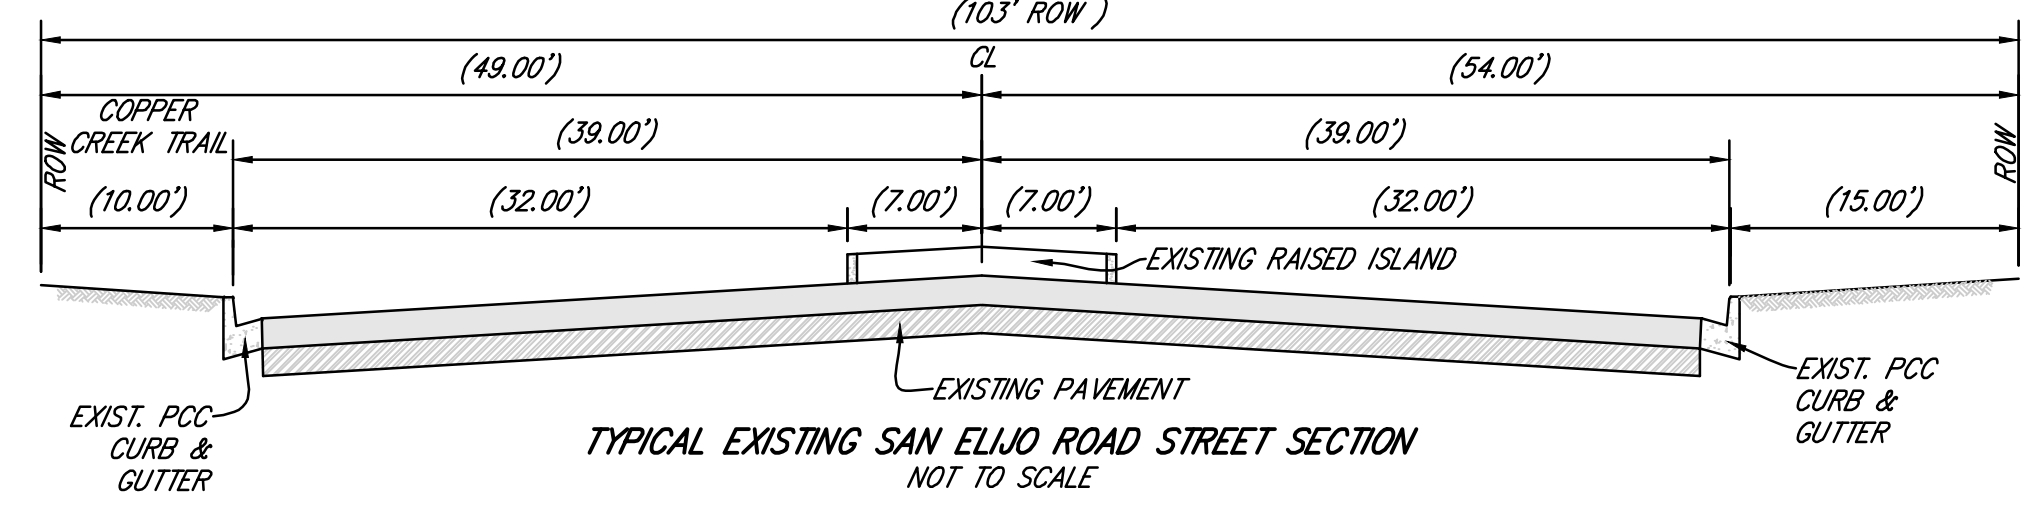 (103' ROW )
CL
(49.00') (54.00')
COPPER
CREEK TRAIL
(39.00') (39.00')
ROW
ROW
(10.00') (32.00') (7.00') (7.00') (32.00') (15.00')
EXISTING RAISED ISLAND
EXISTING PAVEMENT
EXIST. PCC
CURB &
GUTTER
EXIST. PCC
CURB &
GUTTER
TYPICAL EXISTING SAN ELIJO ROAD STREET SECTION
NOT TO SCALE